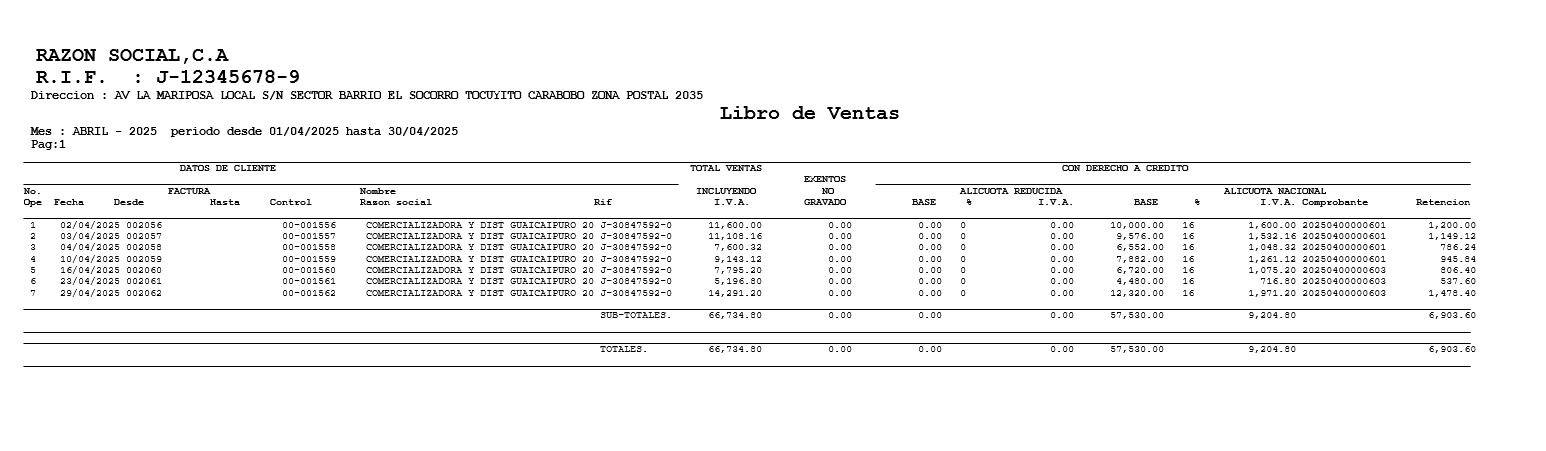 RAZON SOCIAL,C.A
R.I.F.  : J-12345678-9
Direccion : AV LA MARIPOSA LOCAL S/N SECTOR BARRIO EL SOCORRO TOCUYITO CARABOBO ZONA POSTAL 2035
Libro de Ventas
Mes : ABRIL - 2025  periodo desde 01/04/2025 hasta 30/04/2025
Pag:1
DATOS DE CLIENTE TOTAL VENTAS CON DERECHO A CREDITO
EXENTOS
No. FACTURA Nombre INCLUYENDO NO ALICUOTA REDUCIDA ALICUOTA NACIONAL
Ope Fecha Desde Hasta Control Razon social Rif I.V.A. GRAVADO BASE % I.V.A. BASE % I.V.A. Comprobante Retencion
1 02/04/2025 002056 00-001556 COMERCIALIZADORA Y DIST GUAICAIPURO 20 J-30847592-0 11,600.00 0.00 0.00 0 0.00 10,000.00 16 1,600.00 20250400000601 1,200.00
2 03/04/2025 002057 00-001557 COMERCIALIZADORA Y DIST GUAICAIPURO 20 J-30847592-0 11,108.16 0.00 0.00 0 0.00 9,576.00 16 1,532.16 20250400000601 1,149.12
3 04/04/2025 002058 00-001558 COMERCIALIZADORA Y DIST GUAICAIPURO 20 J-30847592-0 7,600.32 0.00 0.00 0 0.00 6,552.00 16 1,048.32 20250400000601 786.24
4 10/04/2025 002059 00-001559 COMERCIALIZADORA Y DIST GUAICAIPURO 20 J-30847592-0 9,143.12 0.00 0.00 0 0.00 7,882.00 16 1,261.12 20250400000601 945.84
5 16/04/2025 002060 00-001560 COMERCIALIZADORA Y DIST GUAICAIPURO 20 J-30847592-0 7,795.20 0.00 0.00 0 0.00 6,720.00 16 1,075.20 20250400000603 806.40
6 23/04/2025 002061 00-001561 COMERCIALIZADORA Y DIST GUAICAIPURO 20 J-30847592-0 5,196.80 0.00 0.00 0 0.00 4,480.00 16 716.80 20250400000603 537.60
7 29/04/2025 002062 00-001562 COMERCIALIZADORA Y DIST GUAICAIPURO 20 J-30847592-0 14,291.20 0.00 0.00 0 0.00 12,320.00 16 1,971.20 20250400000603 1,478.40
SUB-TOTALES. 66,734.80 0.00 0.00 0.00 57,530.00 9,204.80 6,903.60
TOTALES. 66,734.80 0.00 0.00 0.00 57,530.00 9,204.80 6,903.60